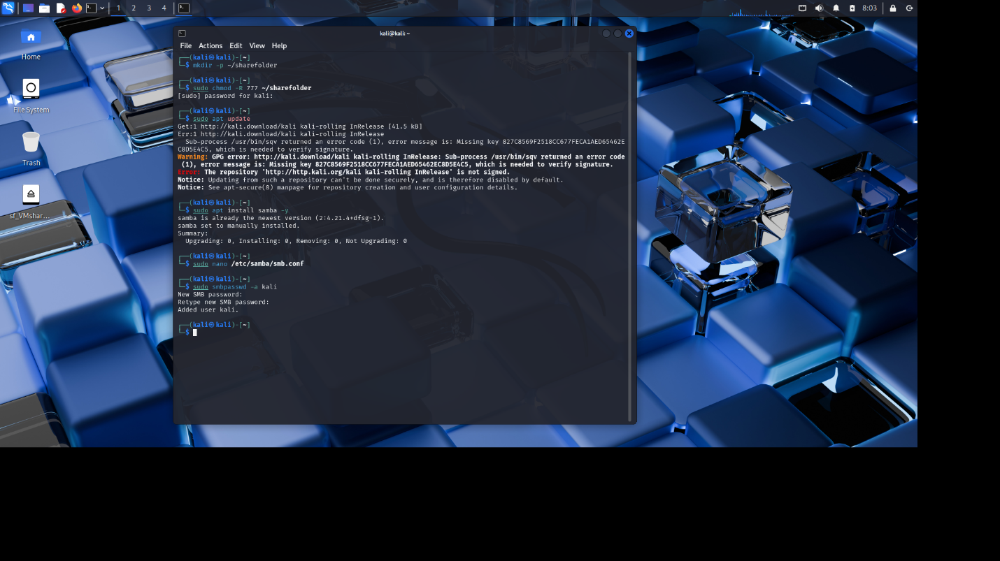 1 2 3 4
8:03
Home
File System
Trash
sf_VMshar...
kali@kali: ~
File Actions Edit View Help
┌──(kali㉿kali)-[~]
└─$ mkdir -p ~/sharefolder
┌──(kali㉿kali)-[~]
└─$ sudo chmod -R 777 ~/sharefolder
[sudo] password for kali:
┌──(kali㉿kali)-[~]
└─$ sudo apt update
Get:1 http://kali.download/kali kali-rolling InRelease [41.5 kB]
Err:1 http://kali.download/kali kali-rolling InRelease
  Sub-process /usr/bin/sqv returned an error code (1), error message is: Missing key 827C8569F2518CC677FECA1AED65462E
C8D5E4C5, which is needed to verify signature.
Warning: GPG error: http://kali.download/kali kali-rolling InRelease: Sub-process /usr/bin/sqv returned an error code
 (1), error message is: Missing key 827C8569F2518CC677FECA1AED65462EC8D5E4C5, which is needed to verify signature.
Error: The repository 'http://http.kali.org/kali kali-rolling InRelease' is not signed.
Notice: Updating from such a repository can't be done securely, and is therefore disabled by default.
Notice: See apt-secure(8) manpage for repository creation and user configuration details.
┌──(kali㉿kali)-[~]
└─$ sudo apt install samba -y
samba is already the newest version (2:4.21.4+dfsg-1).
samba set to manually installed.
Summary:
  Upgrading: 0, Installing: 0, Removing: 0, Not Upgrading: 0
┌──(kali㉿kali)-[~]
└─$ sudo nano /etc/samba/smb.conf
┌──(kali㉿kali)-[~]
└─$ sudo smbpasswd -a kali
New SMB password:
Retype new SMB password:
Added user kali.
┌──(kali㉿kali)-[~]
└─$